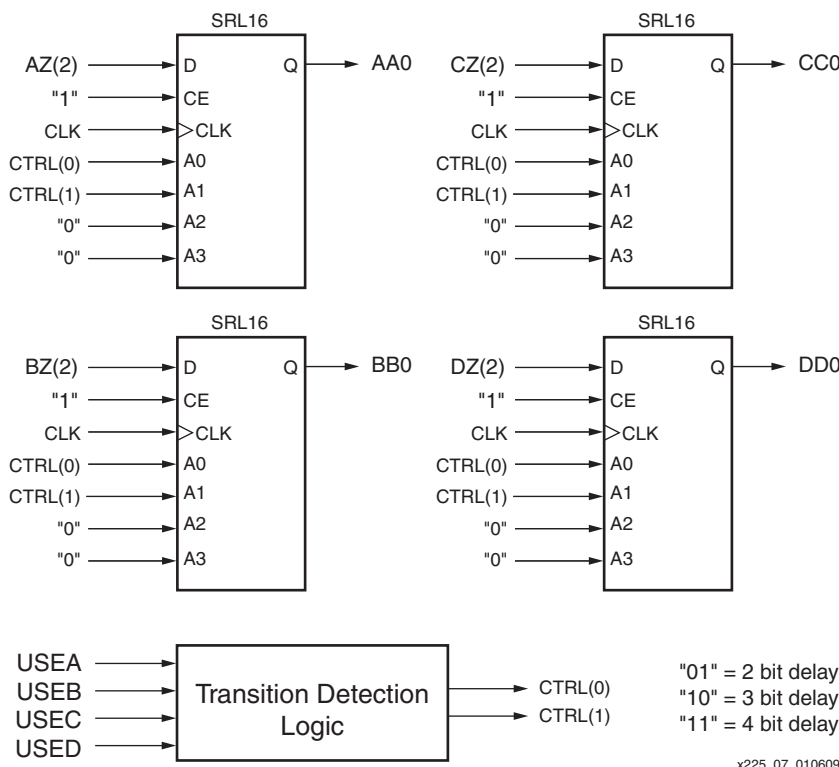 SRL16
AZ(2)
D
Q
AA0
"1"
CE
CLK
CLK
CTRL(0)
A0
CTRL(1)
A1
"0"
A2
"0"
A3
SRL16
CZ(2)
D
Q
CC0
"1"
CE
CLK
CLK
CTRL(0)
A0
CTRL(1)
A1
"0"
A2
"0"
A3
SRL16
BZ(2)
D
Q
BB0
"1"
CE
CLK
CLK
CTRL(0)
A0
CTRL(1)
A1
"0"
A2
"0"
A3
SRL16
DZ(2)
D
Q
DD0
"1"
CE
CLK
CLK
CTRL(0)
A0
CTRL(1)
A1
"0"
A2
"0"
A3
USEA
USEB
USEC
USED
Transition Detection
Logic
CTRL(0)
CTRL(1)
"01" = 2 bit delay
"10" = 3 bit delay
"11" = 4 bit delay
x225_07_010609